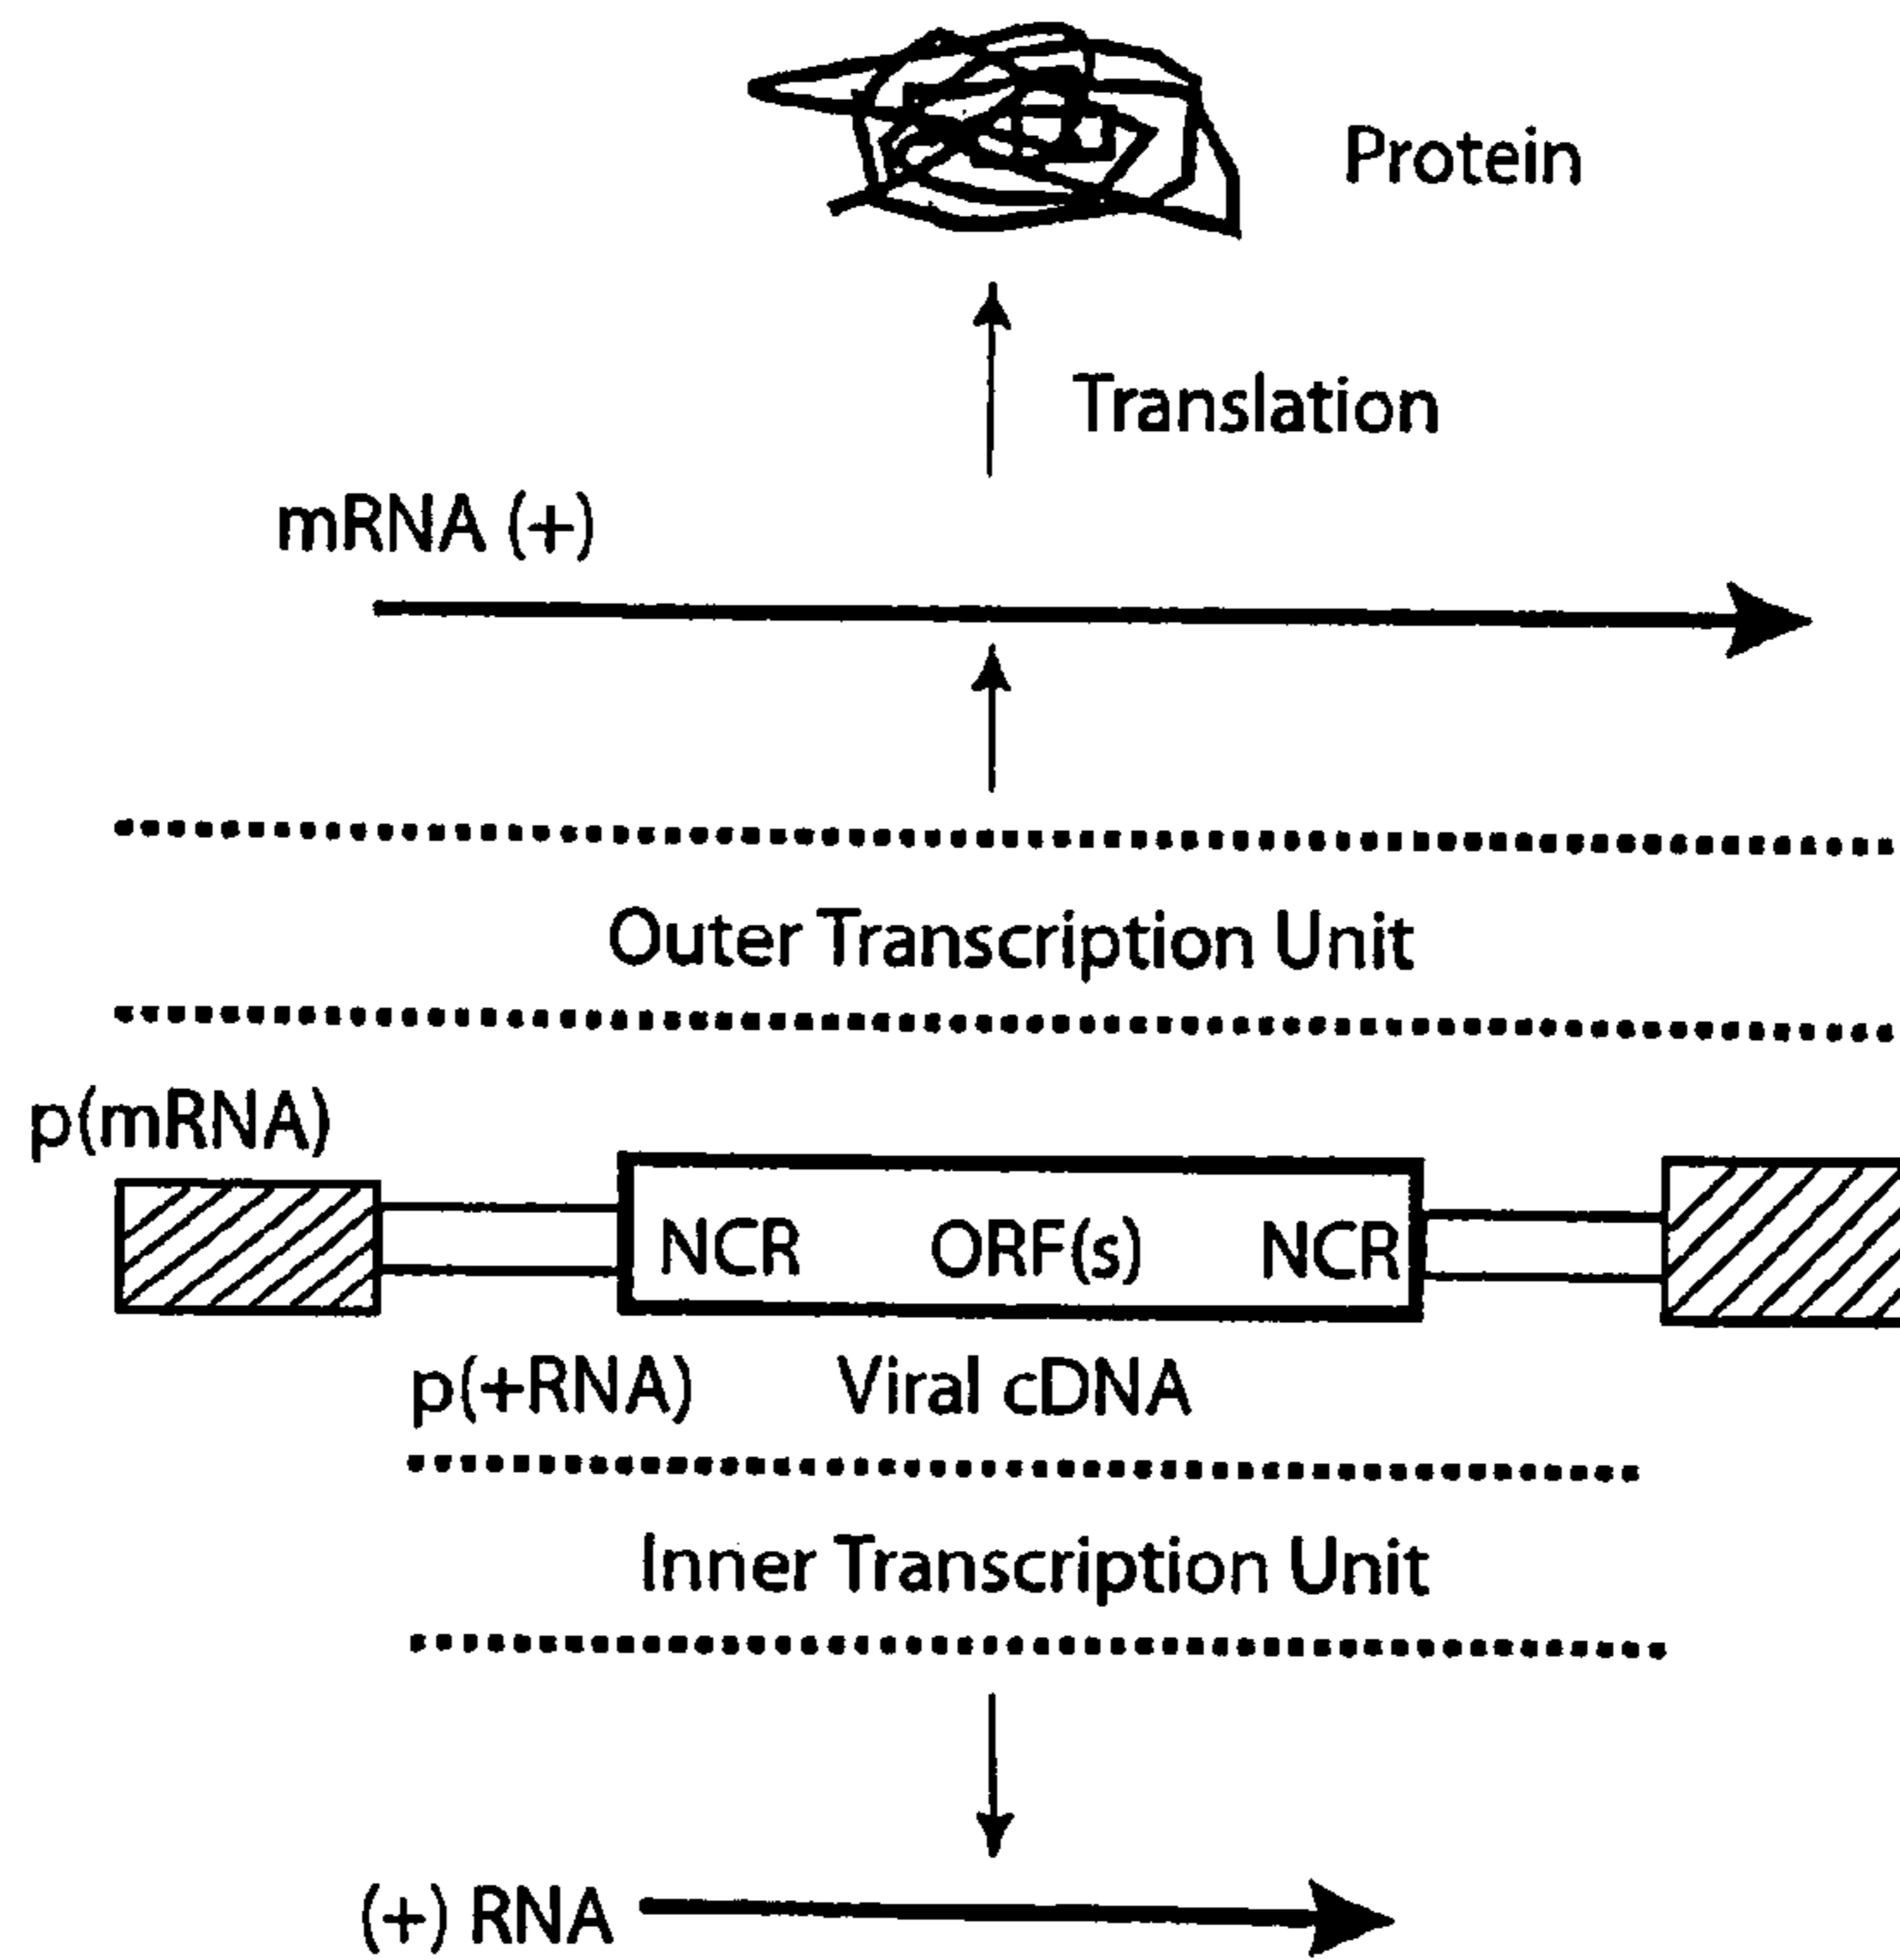 Protein
Translation
mRNA (+)
Outer Transcription Unit
p(mRNA)
NCR ORF(s) NCR
p(+RNA) Viral cDNA
Inner Transcription Unit
(+) RNA